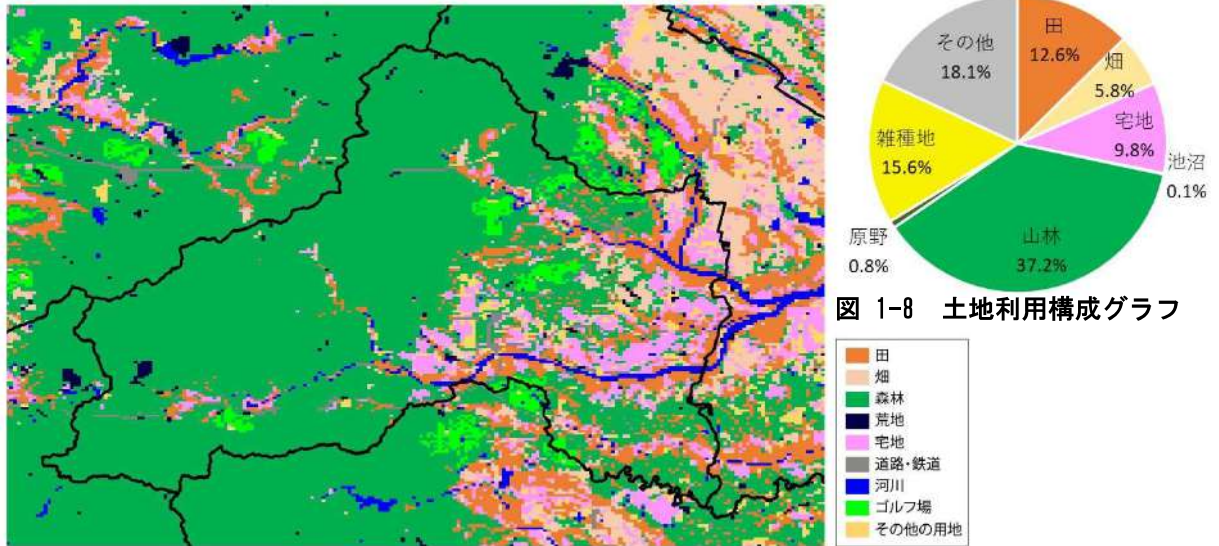 田
12.6%
畑
5.8%
宅地
9.8%
池沼
0.1%
山林
37.2%
原野
0.8%
雑種地
15.6%
その他
18.1%
図 1-8 土地利用構成グラフ
田
畑
森林
荒地
宅地
道路・鉄道
河川
ゴルフ場
その他の用地